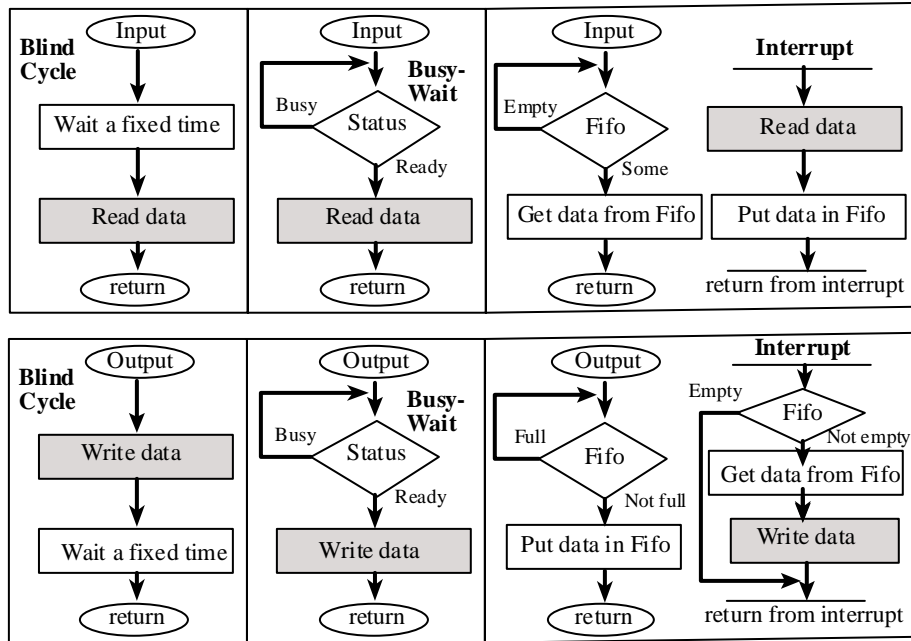 Blind
Cycle
Input
Wait a fixed time
Read data
return
Input
Busy-
Wait
Busy
Status
Ready
Read data
return
Input
Empty
Fifo
Some
Get data from Fifo
return
Interrupt
Read data
Put data in Fifo
return from interrupt
Blind
Cycle
Output
Write data
Wait a fixed time
return
Output
Busy-
Wait
Busy
Status
Ready
Write data
return
Output
Full
Fifo
Not full
Put data in Fifo
return
Interrupt
Empty
Fifo
Not empty
Get data from Fifo
Write data
return from interrupt